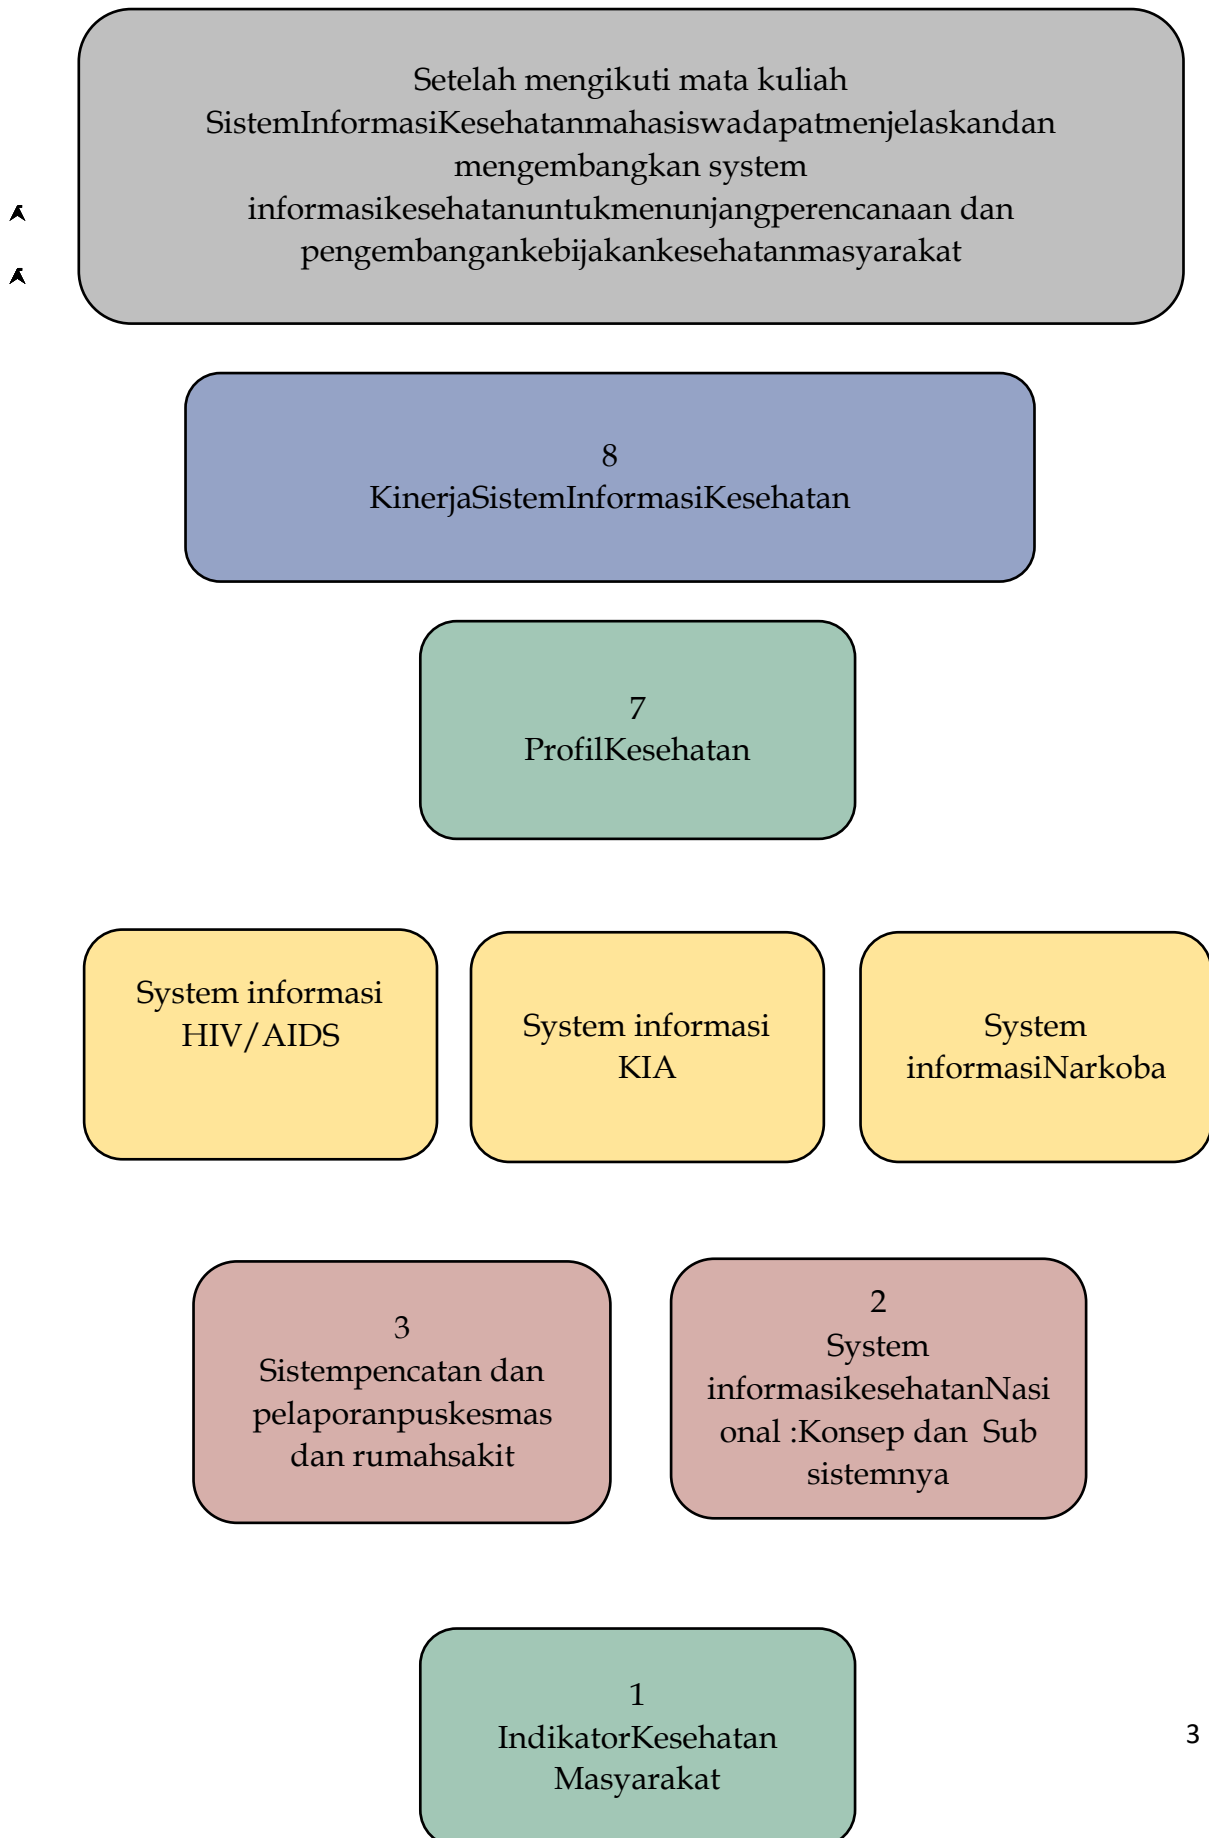 Setelah mengikuti mata kuliah
SistemInformasiKesehatanmahasiswadapatmenjelaskandan
mengembangkan system
informasikesehatanuntukmenunjangperencanaan dan
pengembangankebijakankesehatanmasyarakat
8
KinerjaSistemInformasiKesehatan
7
ProfilKesehatan
System informasi
HIV/AIDS
System informasi
KIA
System
informasiNarkoba
3
Sistempencatan dan
pelaporanpuskesmas
dan rumahsakit
2
System
informasikesehatanNasi
onal :Konsep dan Sub
sistemnya
1
IndikatorKesehatan
Masyarakat
3